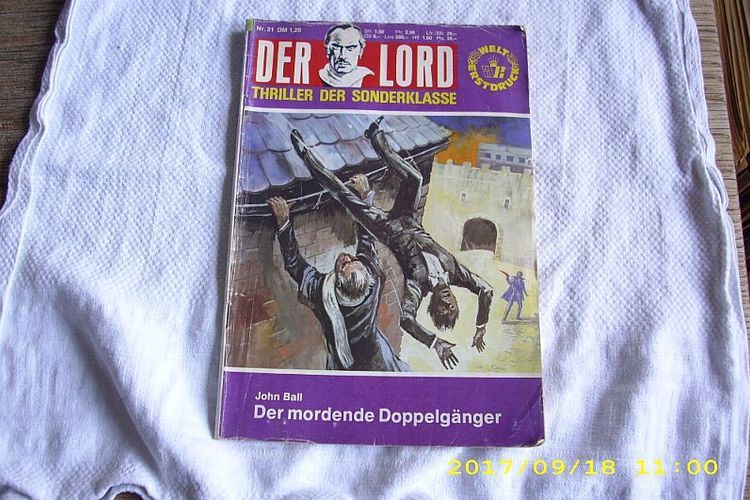 Nr. 31 DM 1,20
DER LORD
THRILLER DER SONDERKLASSE
WELT
ERSTDRUCK
John Ball
Der mordende Doppelgänger
2017/09/18 11:00